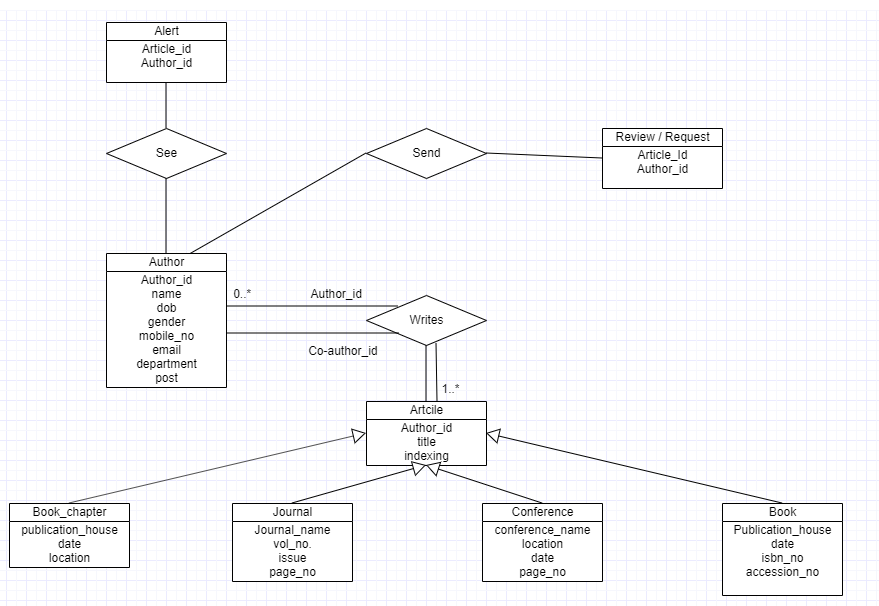 Alert
Article_id
Author_id
See
Send
Review / Request
Article_Id
Author_id
Author
Author_id
name
dob
gender
mobile_no
email
department
post
0..*
Author_id
Writes
Co-author_id
1..*
Artcile
Author_id
title
indexing
Book_chapter
publication_house
date
location
Journal
Journal_name
vol_no.
issue
page_no
Conference
conference_name
location
date
page_no
Book
Publication_house
date
isbn_no
accession_no